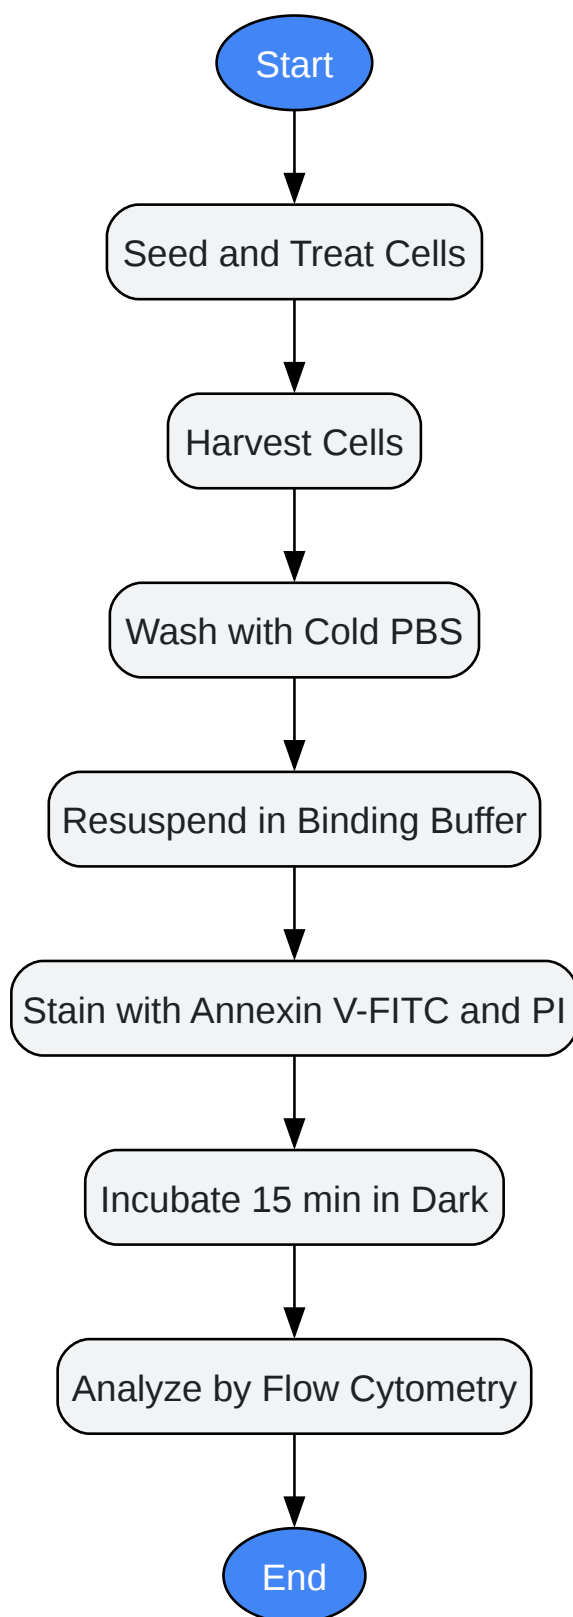 Start
Seed and Treat Cells
Harvest Cells
Wash with Cold PBS
Resuspend in Binding Buffer
Stain with Annexin V-FITC and PI
Incubate 15 min in Dark
Analyze by Flow Cytometry
End